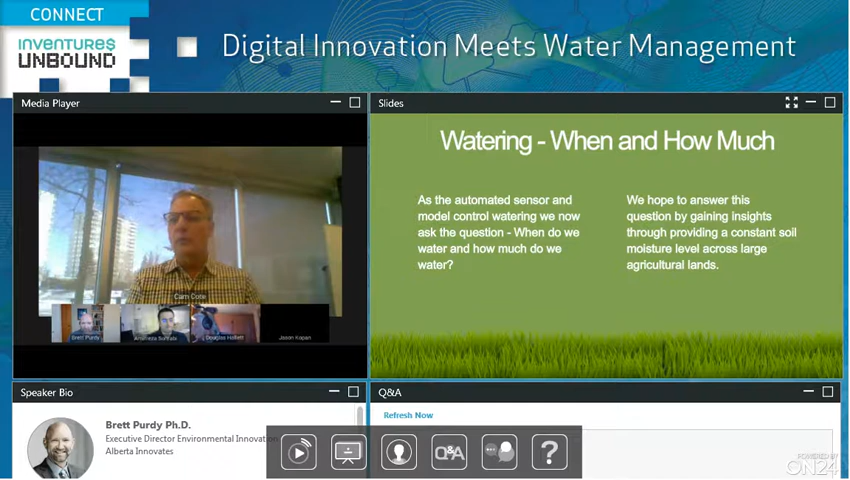 CONNECT
INVENTURES
UNBOUND
Digital Innovation Meets Water Management
Media Player
Slides
Cam Cote
Brett Purdy
Douglas Hallett
Jason Kapan
Watering - When and How Much
As the automated sensor and
model control watering we now
ask the question - When do we
water and how much do we
water?
We hope to answer this
question by gaining insights
through providing a constant soil
moisture level across large
agricultural lands.
Speaker Bio
Brett Purdy Ph.D.
Executive Director Environmental Innovation
Alberta Innovates
Q&A
Refresh Now
Q&A
?
POWERED BY
ON24